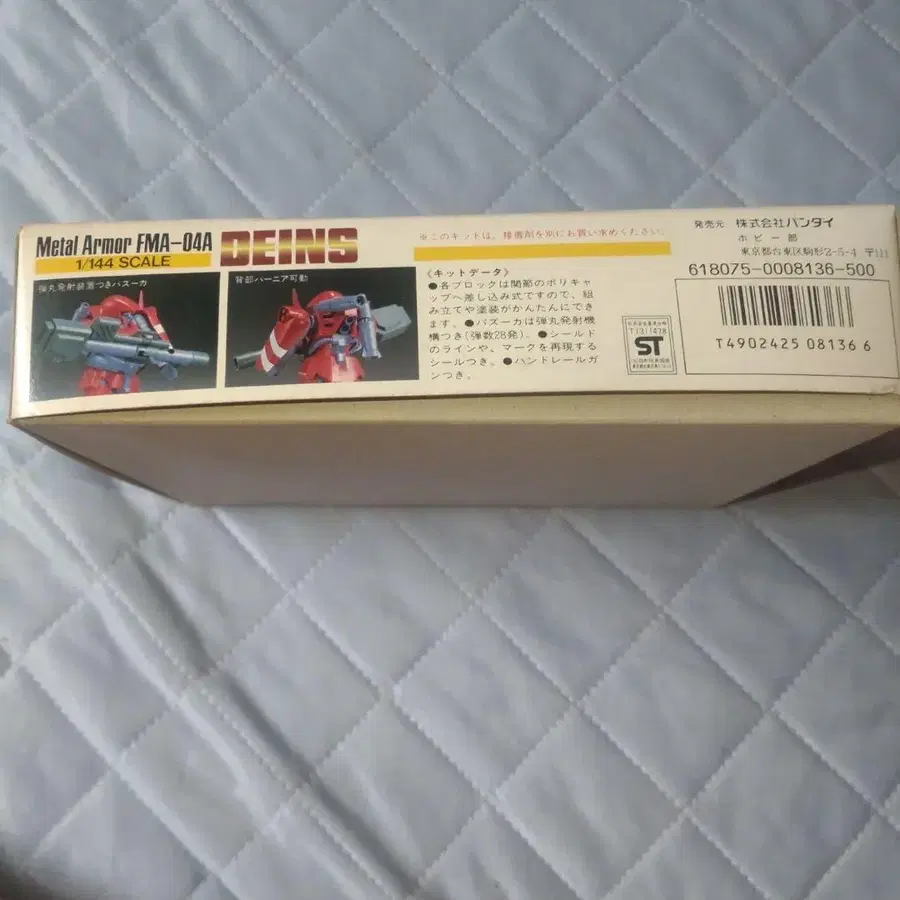 Metal Armor FMA-04A DEINS
1/144 SCALE
弾丸発射装置つきバズーカ
背部バーニア可動
※このキットは、接着剤を別にお買い求めください。
《キットデータ》
●各ブロックは関節のポリキャ
ップへ差し込み式ですので、組
み立てや塗装がかんたんにでき
ます。●バズーカは弾丸発射機
構つき(弾数28発)。●シールド
のラインや、マークを再現する
シールつき。●ハンドレールガ
ンつき。
ST
発売元 株式会社バンダイ
ホビー部
東京都台東区駒形2-5-4 〒111
618075-0008136-500
T4902425 081366